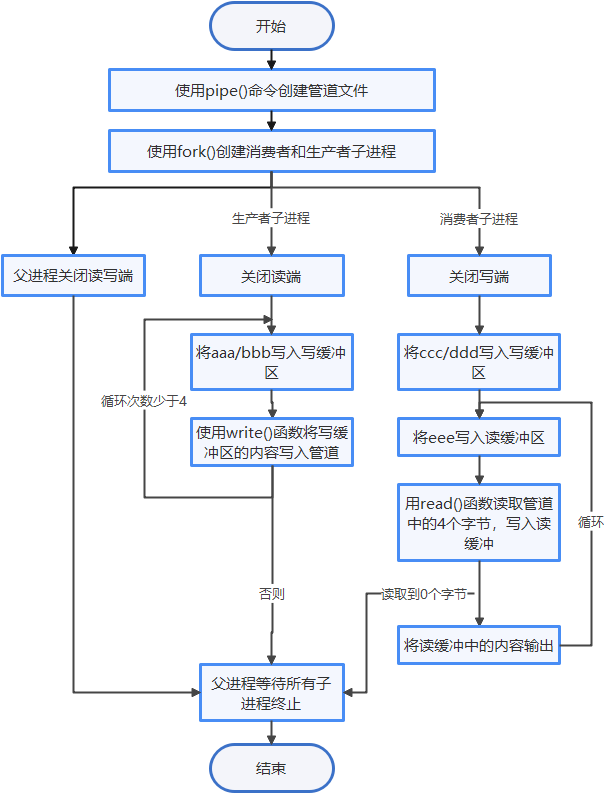 开始
使用pipe()命令创建管道文件
使用fork()创建消费者和生产者子进程
生产者子进程
消费者子进程
父进程关闭读写端
关闭读端
关闭写端
将aaa/bbb写入写缓冲
区
将ccc/ddd写入写缓冲
区
循环次数少于4
使用write()函数将写缓
冲区的内容写入管道
将eee写入读缓冲区
用read()函数读取管道
中的4个字节，写入读
缓冲
循环
否则
读取到0个字节
将读缓冲中的内容输出
父进程等待所有子
进程终止
结束